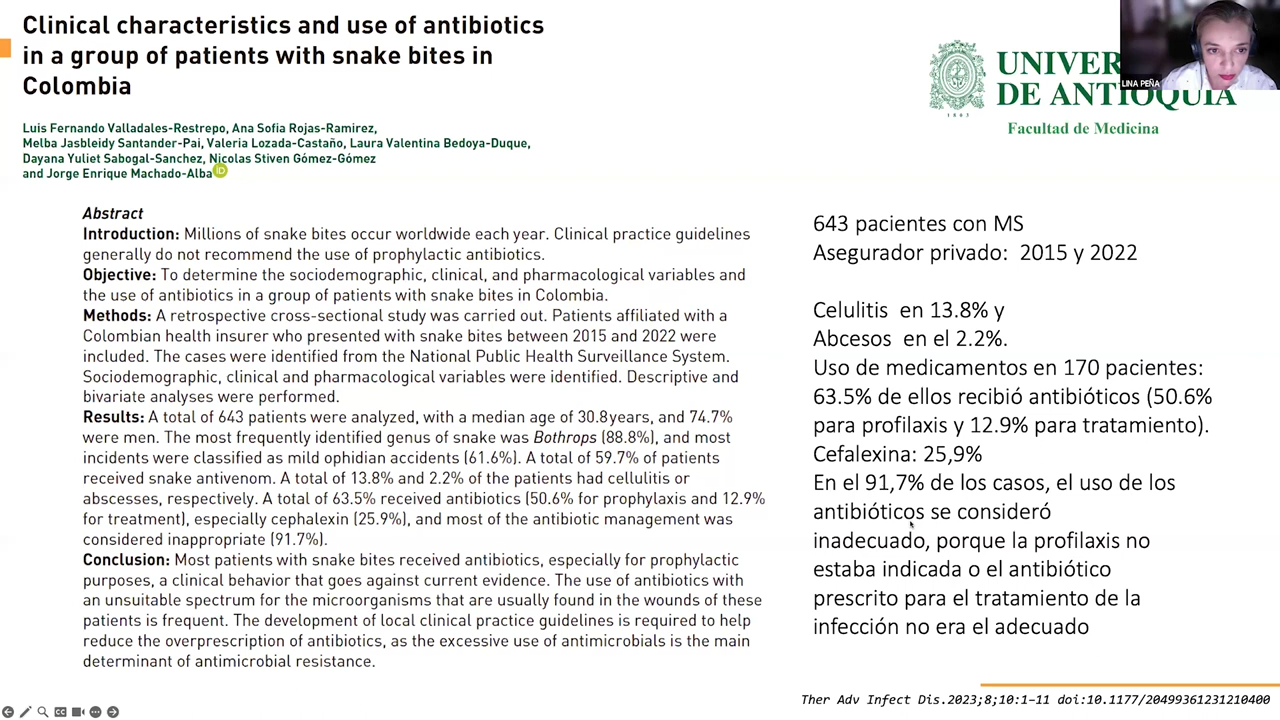 Clinical characteristics and use of antibiotics
in a group of patients with snake bites in
Colombia
Luis Fernando Valladales-Restrepo, Ana Sofia Rojas-Ramirez,
Melba Jasbleidy Santander-Pai, Valeria Lozada-Castaño, Laura Valentina Bedoya-Duque,
Dayana Yuliet Sabogal-Sanchez, Nicolas Stiven Gómez-Gómez
and Jorge Enrique Machado-Alba iD
Abstract
Introduction: Millions of snake bites occur worldwide each year. Clinical practice guidelines
generally do not recommend the use of prophylactic antibiotics.
Objective: To determine the sociodemographic, clinical, and pharmacological variables and
the use of antibiotics in a group of patients with snake bites in Colombia.
Methods: A retrospective cross-sectional study was carried out. Patients affiliated with a
Colombian health insurer who presented with snake bites between 2015 and 2022 were
included. The cases were identified from the National Public Health Surveillance System.
Sociodemographic, clinical and pharmacological variables were identified. Descriptive and
bivariate analyses were performed.
Results: A total of 643 patients were analyzed, with a median age of 30.8 years, and 74.7%
were men. The most frequently identified genus of snake was Bothrops (88.8%), and most
incidents were classified as mild ophidian accidents (61.6%). A total of 59.7% of patients
received snake antivenom. A total of 13.8% and 2.2% of the patients had cellulitis or
abscesses, respectively. A total of 63.5% received antibiotics (50.6% for prophylaxis and 12.9%
for treatment), especially cephalexin (25.9%), and most of the antibiotic management was
considered inappropriate (91.7%).
Conclusion: Most patients with snake bites received antibiotics, especially for prophylactic
purposes, a clinical behavior that goes against current evidence. The use of antibiotics with
an unsuitable spectrum for the microorganisms that are usually found in the wounds of these
patients is frequent. The development of local clinical practice guidelines is required to help
reduce the overprescription of antibiotics, as the excessive use of antimicrobials is the main
determinant of antimicrobial resistance.
UNIVER
DE ANTIOQUIA
1803
Facultad de Medicina
LINA PEÑA
643 pacientes con MS
Asegurador privado: 2015 y 2022
Celulitis en 13.8% y
Abcesos en el 2.2%.
Uso de medicamentos en 170 pacientes:
63.5% de ellos recibió antibióticos (50.6%
para profilaxis y 12.9% para tratamiento).
Cefalexina: 25,9%
En el 91,7% de los casos, el uso de los
antibióticos se consideró
inadecuado, porque la profilaxis no
estaba indicada o el antibiótico
prescrito para el tratamiento de la
infección no era el adecuado
Ther Adv Infect Dis.2023;8;10:1-11 doi:10.1177/20499361231210400